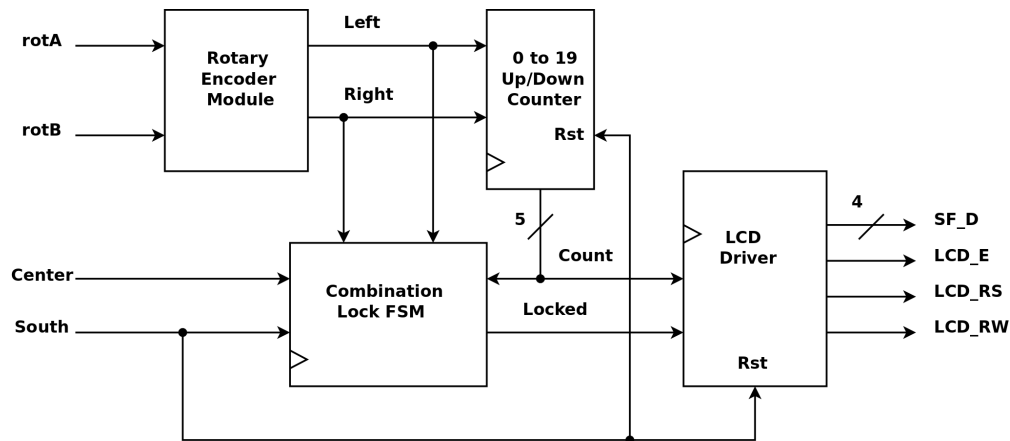 rotA
rotB
Rotary
Encoder
Module
Left
Right
0 to 19
Up/Down
Counter
Rst
5
Count
Center
South
Combination
Lock FSM
Locked
LCD
Driver
Rst
4
SF_D
LCD_E
LCD_RS
LCD_RW